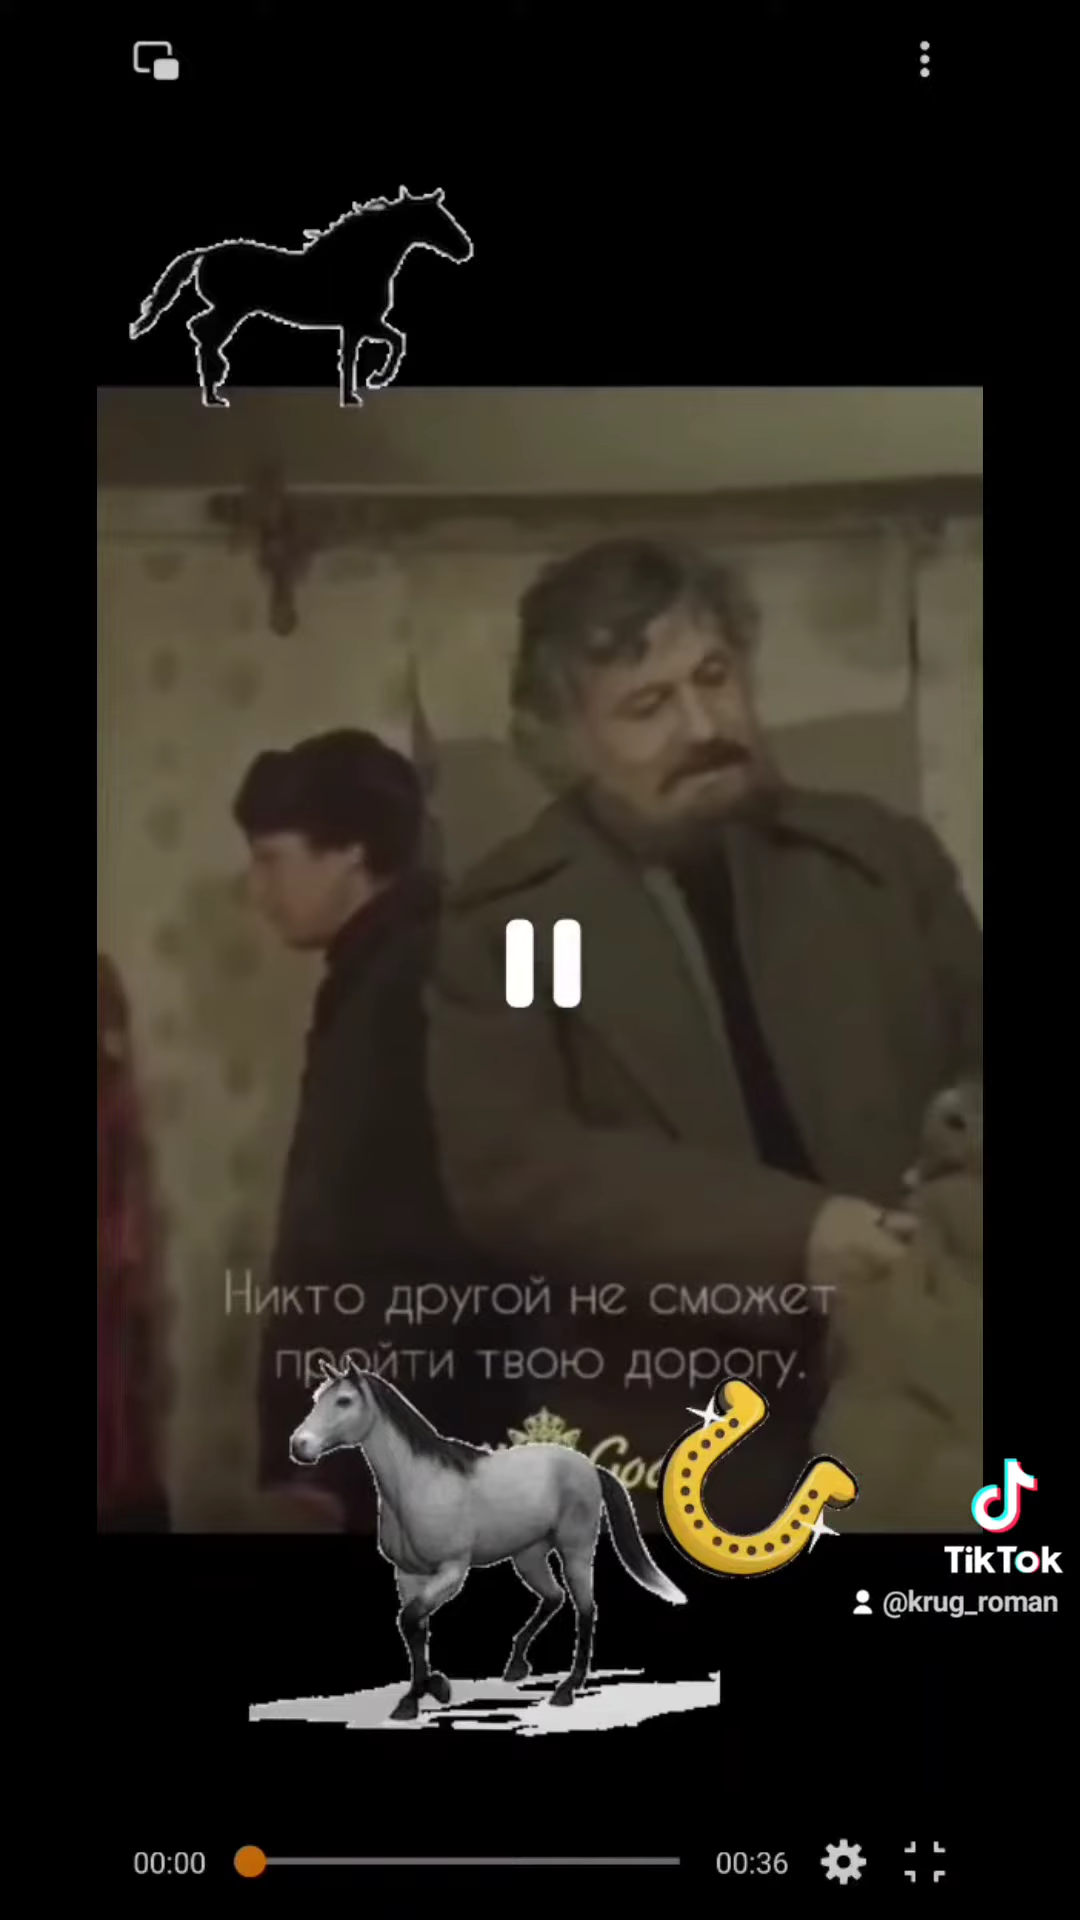 Никто другой не сможет
пройти твою дорогу.
TikTok
@krug_roman
00:00
00:36